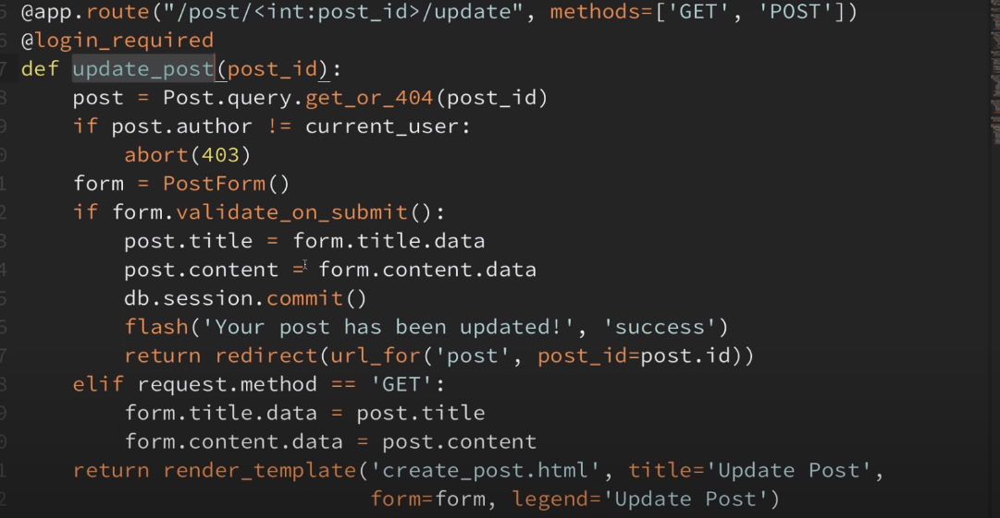 @app.route("/post/<int:post_id>/update", methods=['GET', 'POST'])
@login_required
def update_post(post_id):
    post = Post.query.get_or_404(post_id)
    if post.author != current_user:
        abort(403)
    form = PostForm()
    if form.validate_on_submit():
        post.title = form.title.data
        post.content = form.content.data
        db.session.commit()
        flash('Your post has been updated!', 'success')
        return redirect(url_for('post', post_id=post.id))
    elif request.method == 'GET':
        form.title.data = post.title
        form.content.data = post.content
    return render_template('create_post.html', title='Update Post',
                           form=form, legend='Update Post')